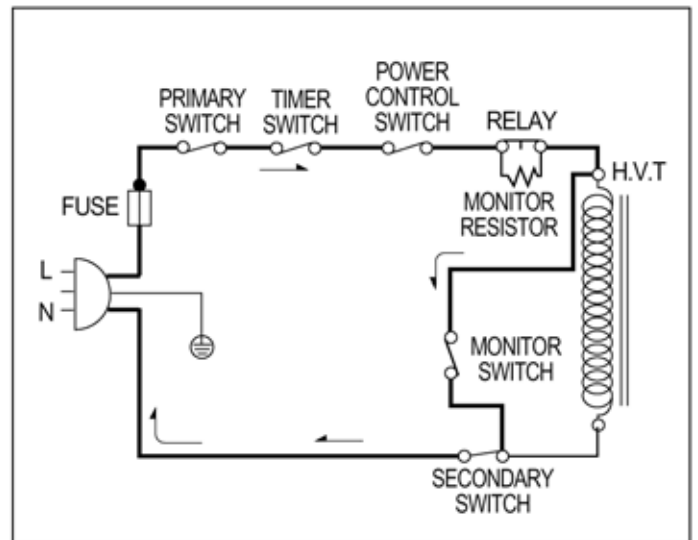 PRIMARY
SWITCH
TIMER
SWITCH
POWER
CONTROL
SWITCH
RELAY
H.V.T
MONITOR
RESISTOR
FUSE
L
N
MONITOR
SWITCH
SECONDARY
SWITCH